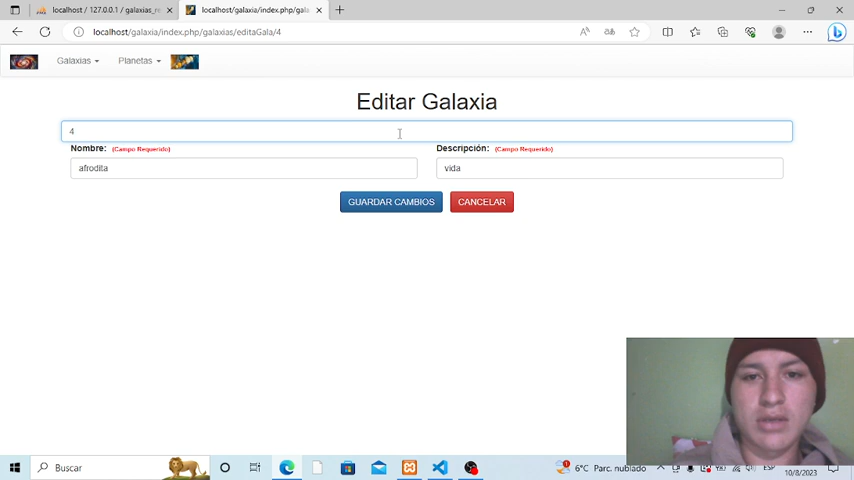 localhost / 127.0.0.1 / galaxias_re
localhost/galaxia/index.php/gala
localhost/galaxia/index.php/galaxias/editaGala/4
Galaxias
Planetas
Editar Galaxia
4
Nombre: (Campo Requerido)
Descripción: (Campo Requerido)
afrodita
vida
GUARDAR CAMBIOS
CANCELAR
Buscar
6°C Parc. nublado
ESP
10/8/2023